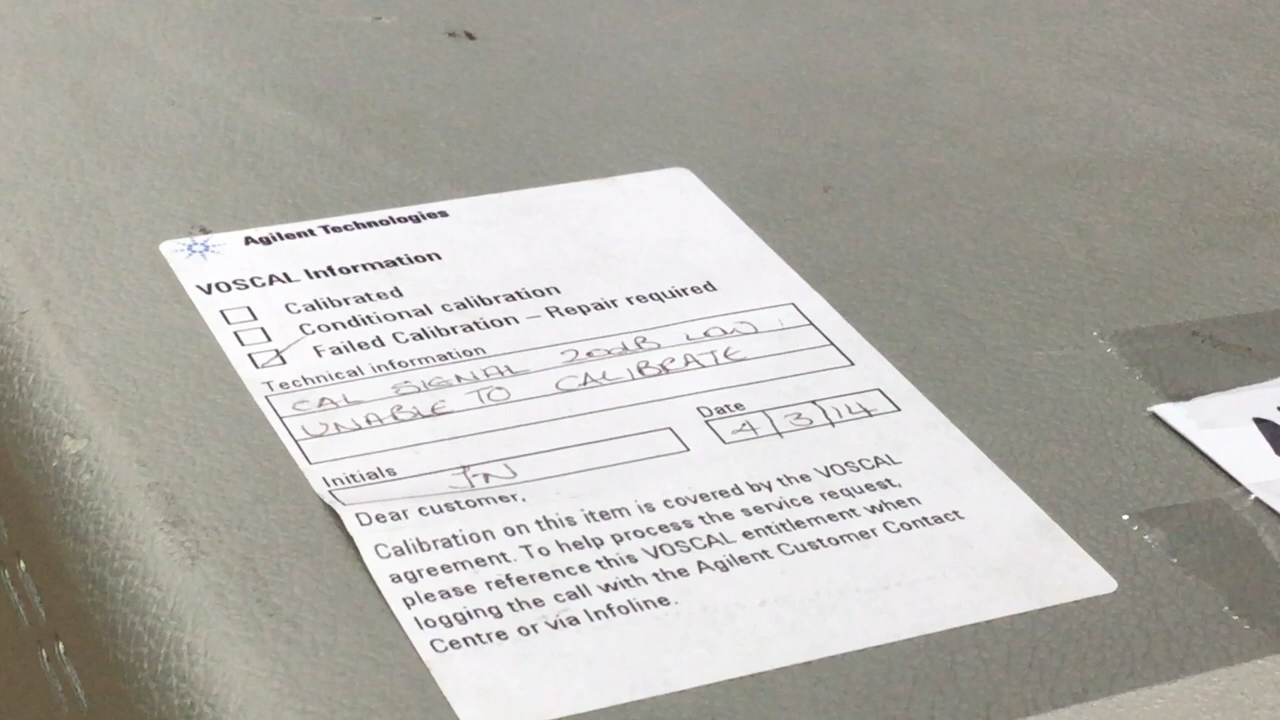 Agilent Technologies
VOSCAL Information
Calibrated
Conditional calibration
Failed Calibration – Repair required
Technical information
CAL SIGNAL 20dB LOW
UNABLE TO CALIBRATE
Date
4/3/14
Initials
JN
Dear customer,
Calibration on this item is covered by the VOSCAL
agreement. To help process the service request,
please reference this VOSCAL entitlement when
logging the call with the Agilent Customer Contact
Centre or via Infoline.